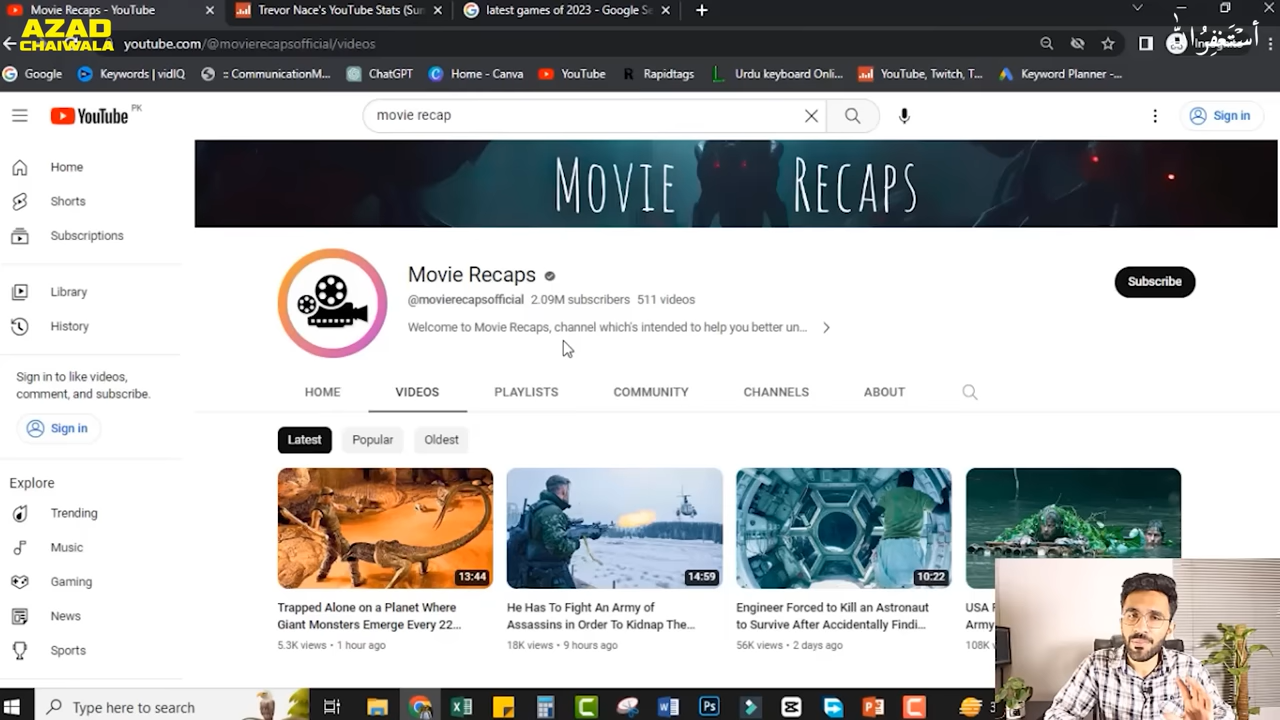 Movie Recaps - YouTube
Trevor Nace's YouTube Stats (Sun
latest games of 2023 - Google Se
AZAD
CHAIWALA
youtube.com/@movierecapsofficial/videos
أستغفر الله
Google
Keywords | vidIQ
:: CommunicationM...
ChatGPT
Home - Canva
YouTube
Rapidtags
Urdu keyboard Onli...
YouTube, Twitch, T...
Keyword Planner -...
YouTube PK
movie recap
Sign in
Home
Shorts
Subscriptions
Library
History
Sign in to like videos,
comment, and subscribe.
Sign in
Explore
Trending
Music
Gaming
News
Sports
MOVIE RECAPS
Movie Recaps
@movierecapsofficial 2.09M subscribers 511 videos
Welcome to Movie Recaps, channel which's intended to help you better un...
Subscribe
HOME
VIDEOS
PLAYLISTS
COMMUNITY
CHANNELS
ABOUT
Latest
Popular
Oldest
13:44
14:59
10:22
Trapped Alone on a Planet Where
Giant Monsters Emerge Every 22...
5.3K views • 1 hour ago
He Has To Fight An Army of
Assassins in Order To Kidnap The...
18K views • 9 hours ago
Engineer Forced to Kill an Astronaut
to Survive After Accidentally Findi...
56K views • 2 days ago
USA
Army
108K
Type here to search